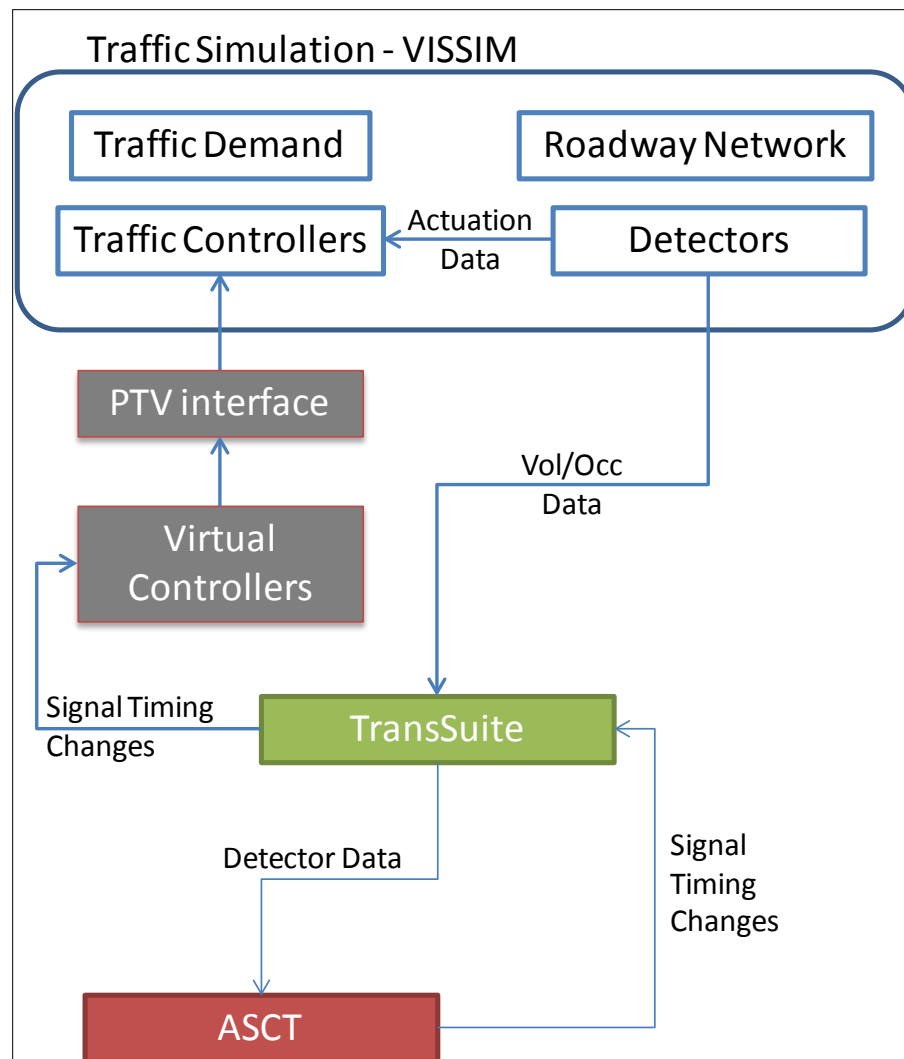 Traffic Simulation - VISSIM
Traffic Demand
Roadway Network
Traffic Controllers
Actuation
Data
Detectors
PTV interface
Vol/Occ
Data
Virtual
Controllers
Signal Timing
Changes
TransSuite
Detector Data
Signal
Timing
Changes
ASCT